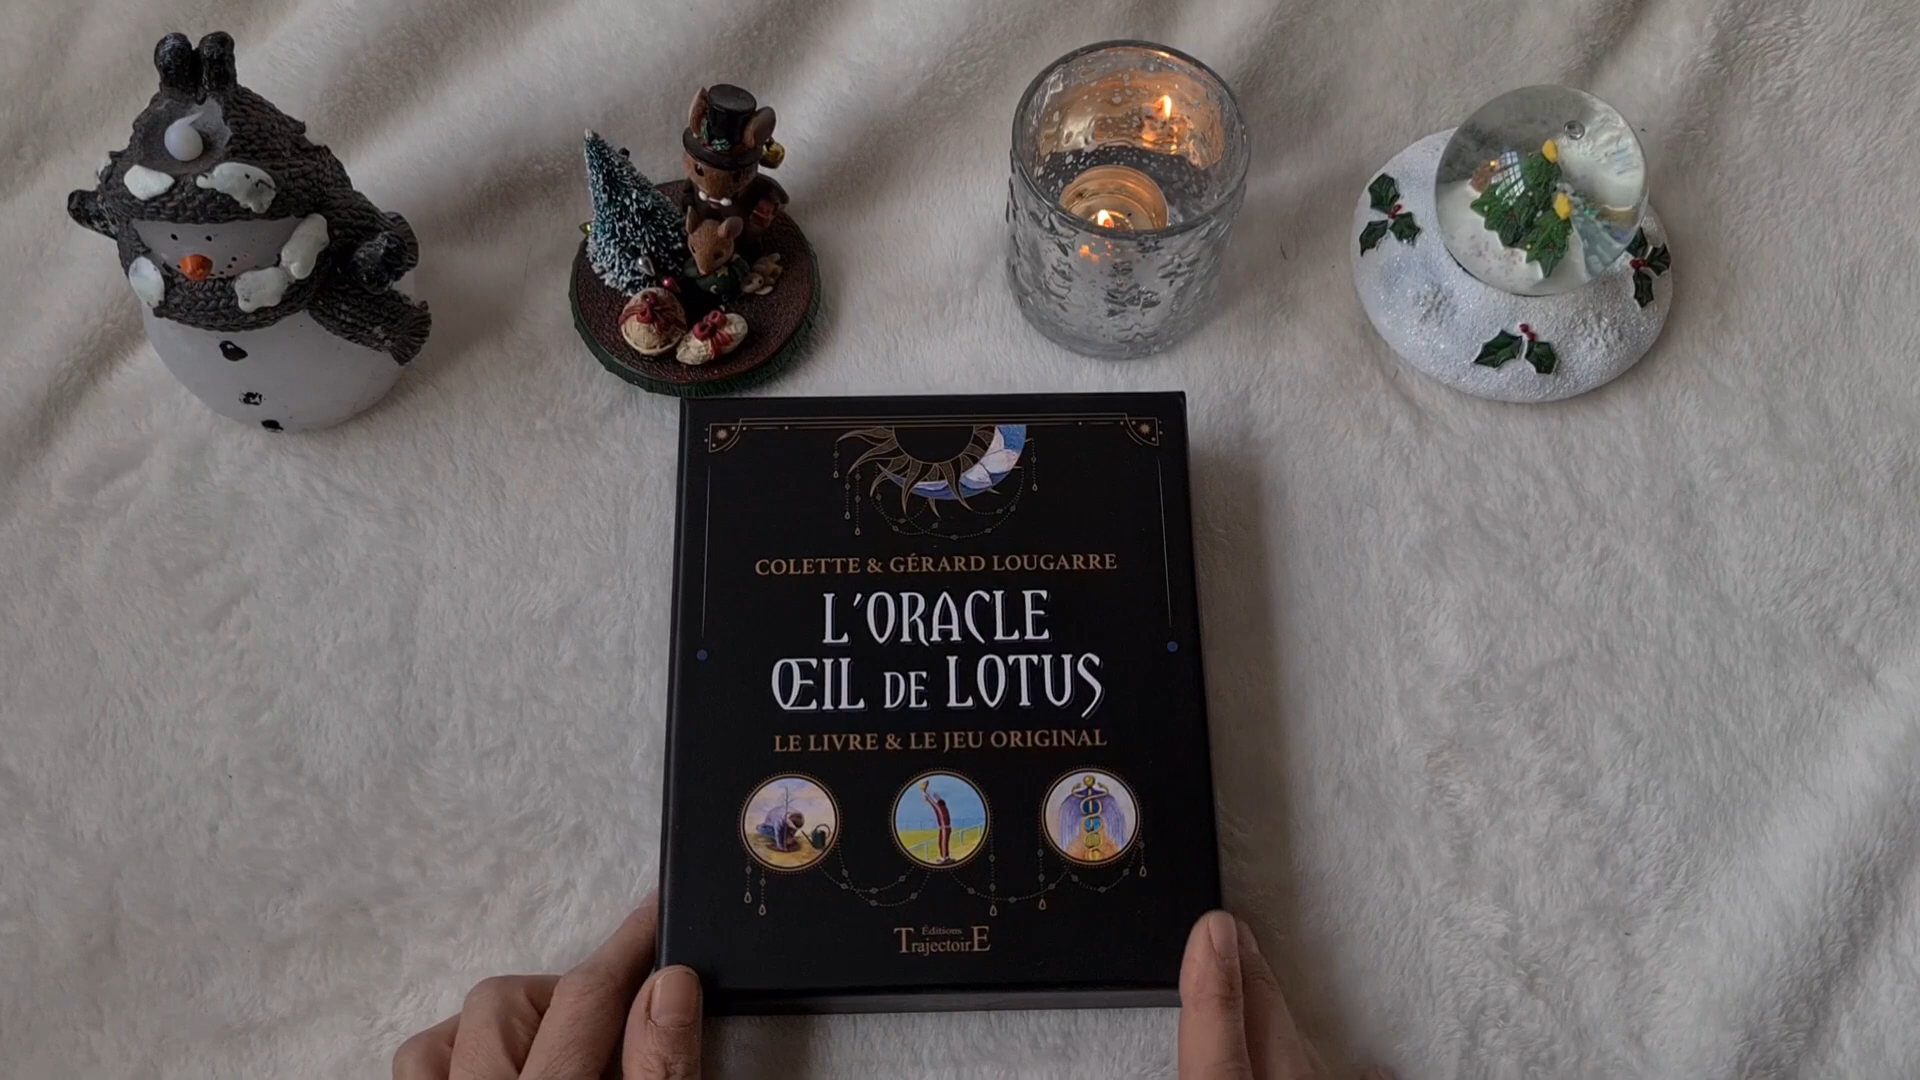 COLETTE & GÉRARD LOUGARRE
L'ORACLE
ŒIL DE LOTUS
LE LIVRE & LE JEU ORIGINAL
Éditions
TrajectoirE